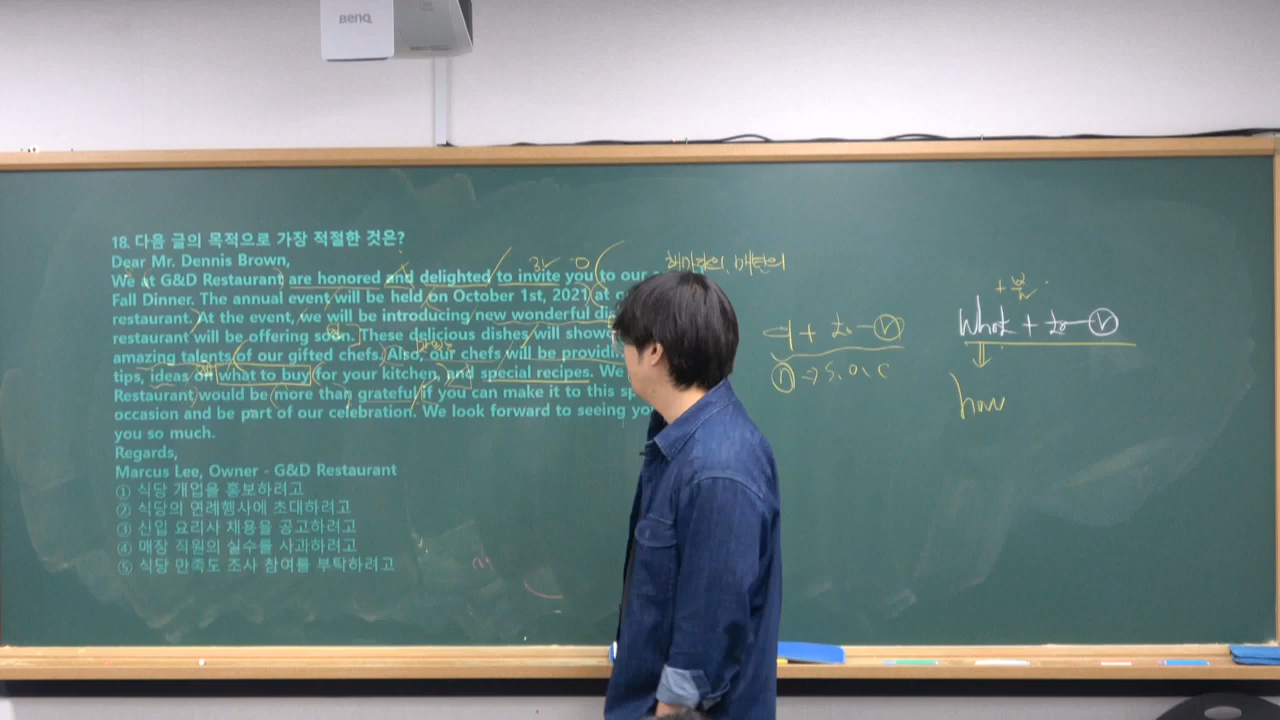 BenQ
18. 다음 글의 목적으로 가장 적절한 것은?
Dear Mr. Dennis Brown,
We at G&D Restaurant are honored and delighted to invite you to our
Fall Dinner. The annual event will be held on October 1st, 2021 at
restaurant. At the event, we will be introducing new wonderful
restaurant will be offering soon. These delicious dishes will
amazing talents of our gifted chefs. Also, our chefs will be
tips, ideas on what to buy for your kitchen, and special recipes. We
Restaurant would be more than grateful if you can make it to this
occasion and be part of our celebration. We look forward to seeing
you so much.
Regards,
Marcus Lee, Owner - G&D Restaurant
① 식당 개업을 홍보하려고
② 식당의 연례행사에 초대하려고
③ 신입 요리사 채용을 공고하려고
④ 매장 직원의 실수를 사과하려고
⑤ 식당 만족도 조사 참여를 부탁하려고
의 + to - V
n → S, O, C
What + to - V
how